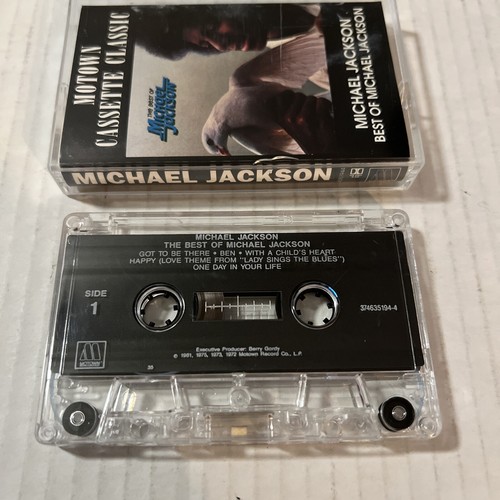 MOTOWN
CASSETTE CLASSIC
THE BEST OF
MICHAEL
JACKSON
MICHAEL JACKSON
BEST OF MICHAEL JACKSON
MICHAEL JACKSON
MICHAEL JACKSON
THE BEST OF MICHAEL JACKSON
GOT TO BE THERE • BEN • WITH A CHILD'S HEART
HAPPY (LOVE THEME FROM "LADY SINGS THE BLUES")
ONE DAY IN YOUR LIFE
SIDE
1
374635194-4
MOTOWN
Executive Producer: Berry Gordy
© 1981, 1975, 1973, 1972 Motown Record Co., L.P.
35